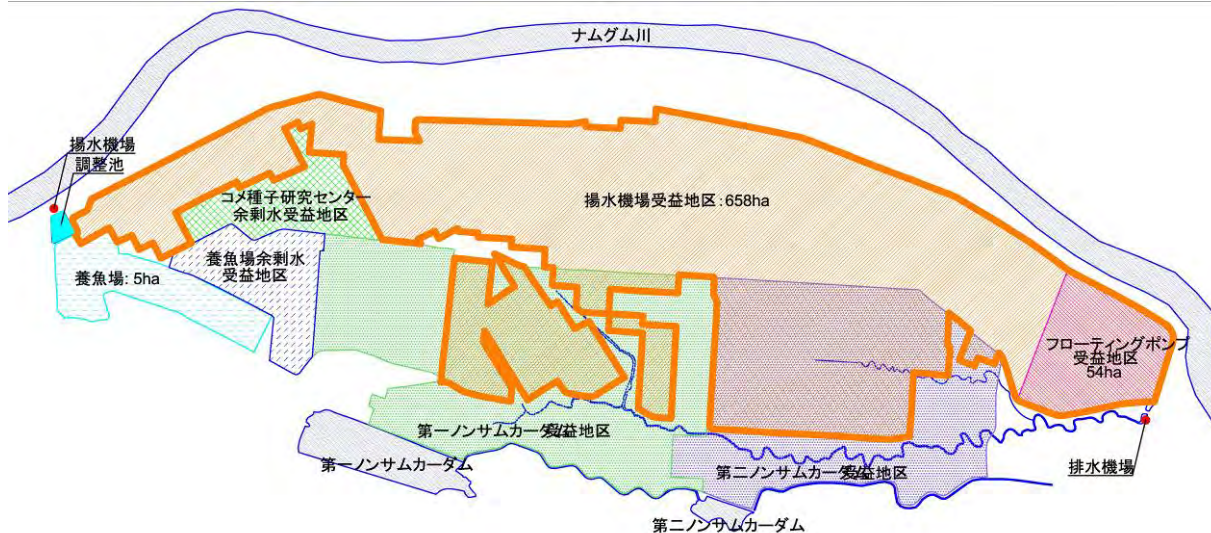 ナムグム川
揚水機場
調整池
コメ種子研究センター
余剰水受益地区
揚水機場受益地区：658ha
養魚場余剰水
受益地区
養魚場：5ha
フローティングポンプ
受益地区
54ha
第一ノンサムカーダム受益地区
第一ノンサムカーダム
第二ノンサムカーダム受益地区
排水機場
第二ノンサムカーダム